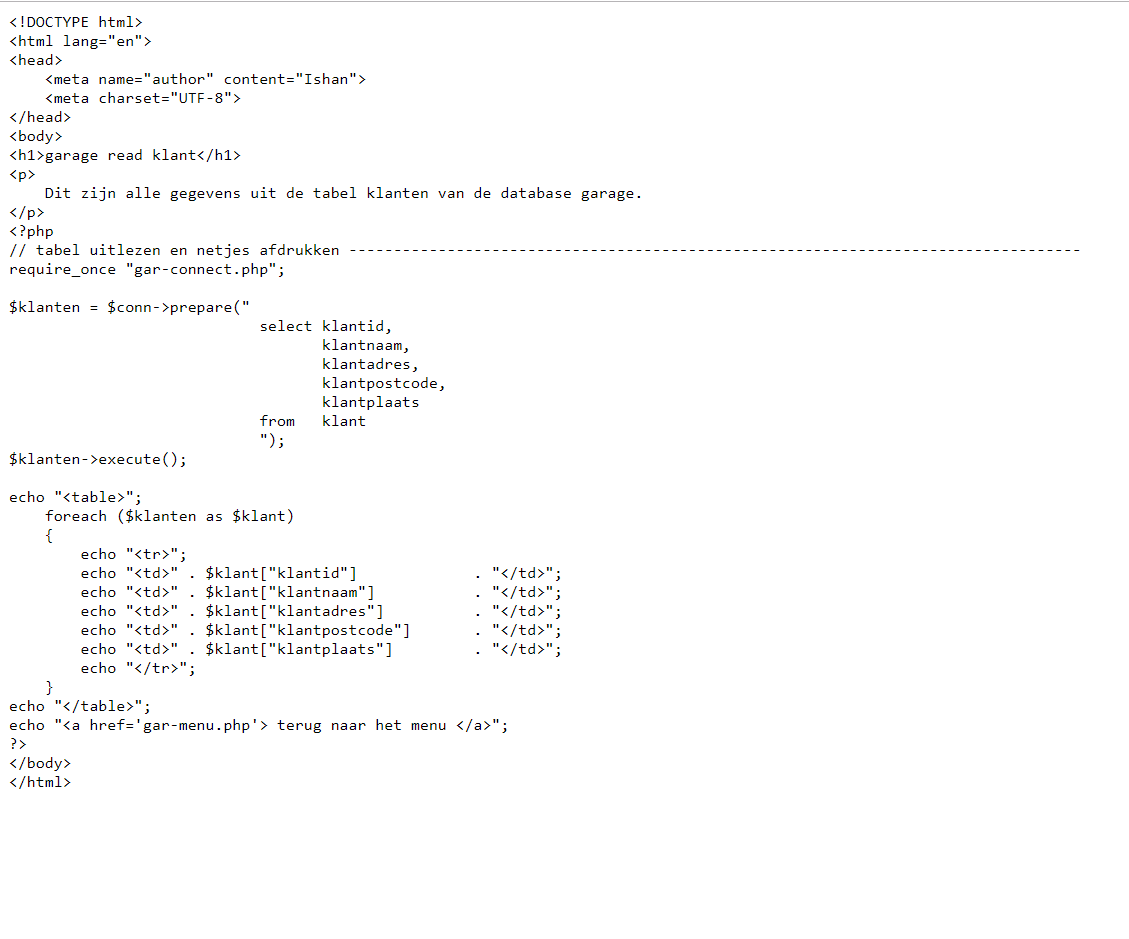 <!DOCTYPE html>
<html lang="en">
<head>
    <meta name="author" content="Ishan">
    <meta charset="UTF-8">
</head>
<body>
<h1>garage read klant</h1>
<p>
    Dit zijn alle gegevens uit de tabel klanten van de database garage.
</p>
<?php
// tabel uitlezen en netjes afdrukken ----------------------------------------------------------------------------------
require_once "gar-connect.php";

$klanten = $conn->prepare("
                            select klantid,
                                   klantnaam,
                                   klantadres,
                                   klantpostcode,
                                   klantplaats
                            from   klant
                            ");
$klanten->execute();

echo "<table>";
    foreach ($klanten as $klant)
    {
        echo "<tr>";
        echo "<td>" . $klant["klantid"]             . "</td>";
        echo "<td>" . $klant["klantnaam"]           . "</td>";
        echo "<td>" . $klant["klantadres"]          . "</td>";
        echo "<td>" . $klant["klantpostcode"]       . "</td>";
        echo "<td>" . $klant["klantplaats"]         . "</td>";
        echo "</tr>";
    }
echo "</table>";
echo "<a href='gar-menu.php'> terug naar het menu </a>";
?>
</body>
</html>